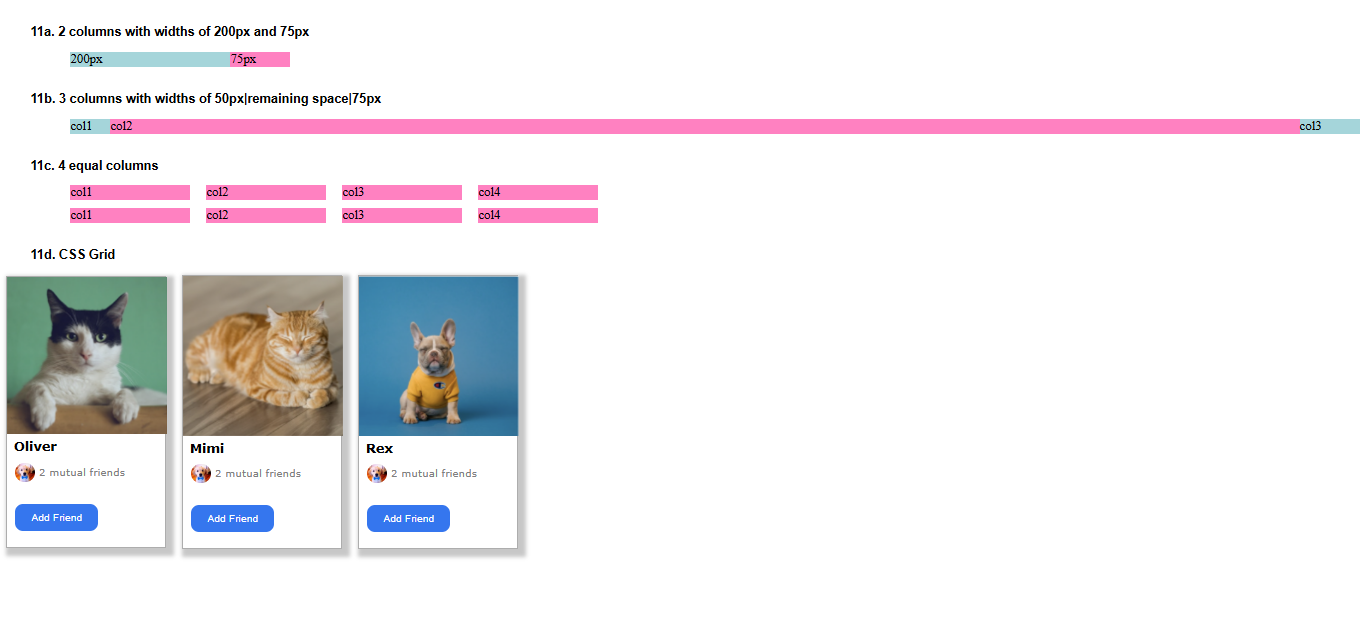 11a. 2 columns with widths of 200px and 75px
200px 75px
11b. 3 columns with widths of 50px|remaining space|75px
col1 col2 col3
11c. 4 equal columns
col1 col2 col3 col4
col1 col2 col3 col4
11d. CSS Grid
Oliver Mimi Rex
2 mutual friends 2 mutual friends 2 mutual friends
Add Friend Add Friend Add Friend